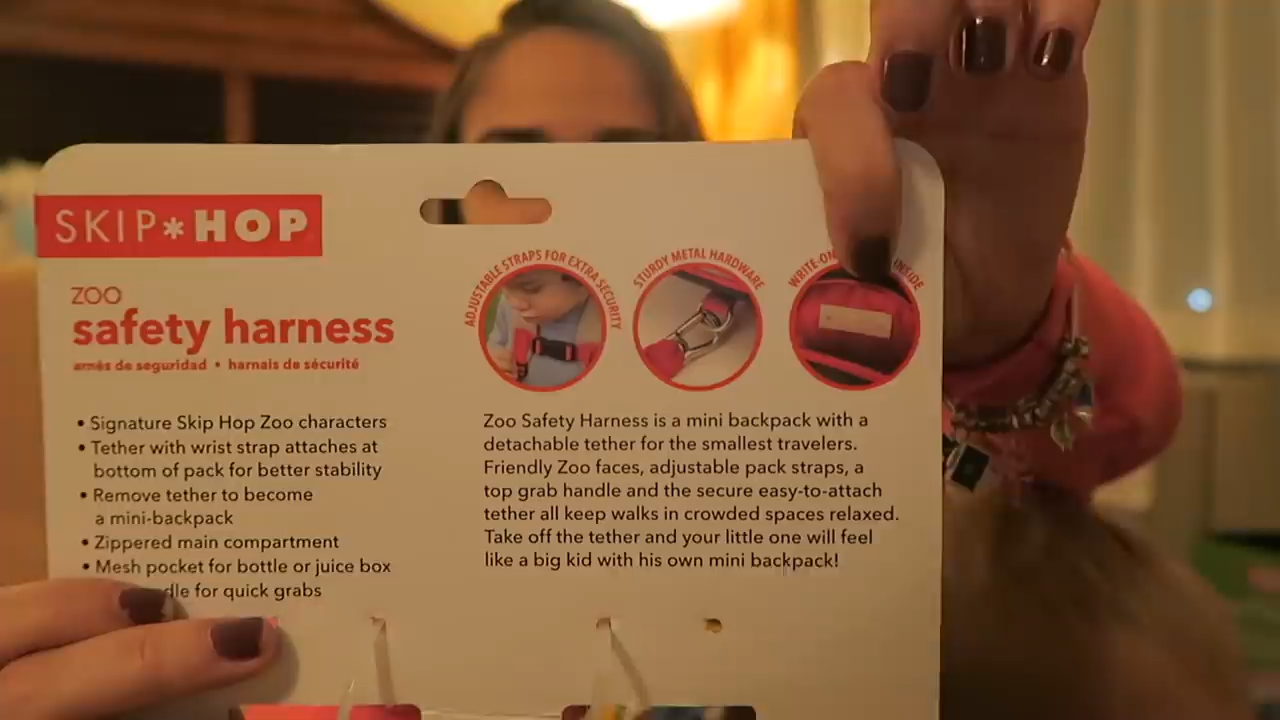 SKIP*HOP
ZOO
safety harness
arnés de seguridad • harnais de sécurité
• Signature Skip Hop Zoo characters
• Tether with wrist strap attaches at
bottom of pack for better stability
• Remove tether to become
a mini-backpack
• Zippered main compartment
• Mesh pocket for bottle or juice box
for quick grabs
ADJUSTABLE STRAPS FOR EXTRA SECURITY
STURDY METAL HARDWARE
WRITE-ON INSIDE
Zoo Safety Harness is a mini backpack with a
detachable tether for the smallest travelers.
Friendly Zoo faces, adjustable pack straps, a
top grab handle and the secure easy-to-attach
tether all keep walks in crowded spaces relaxed.
Take off the tether and your little one will feel
like a big kid with his own mini backpack!